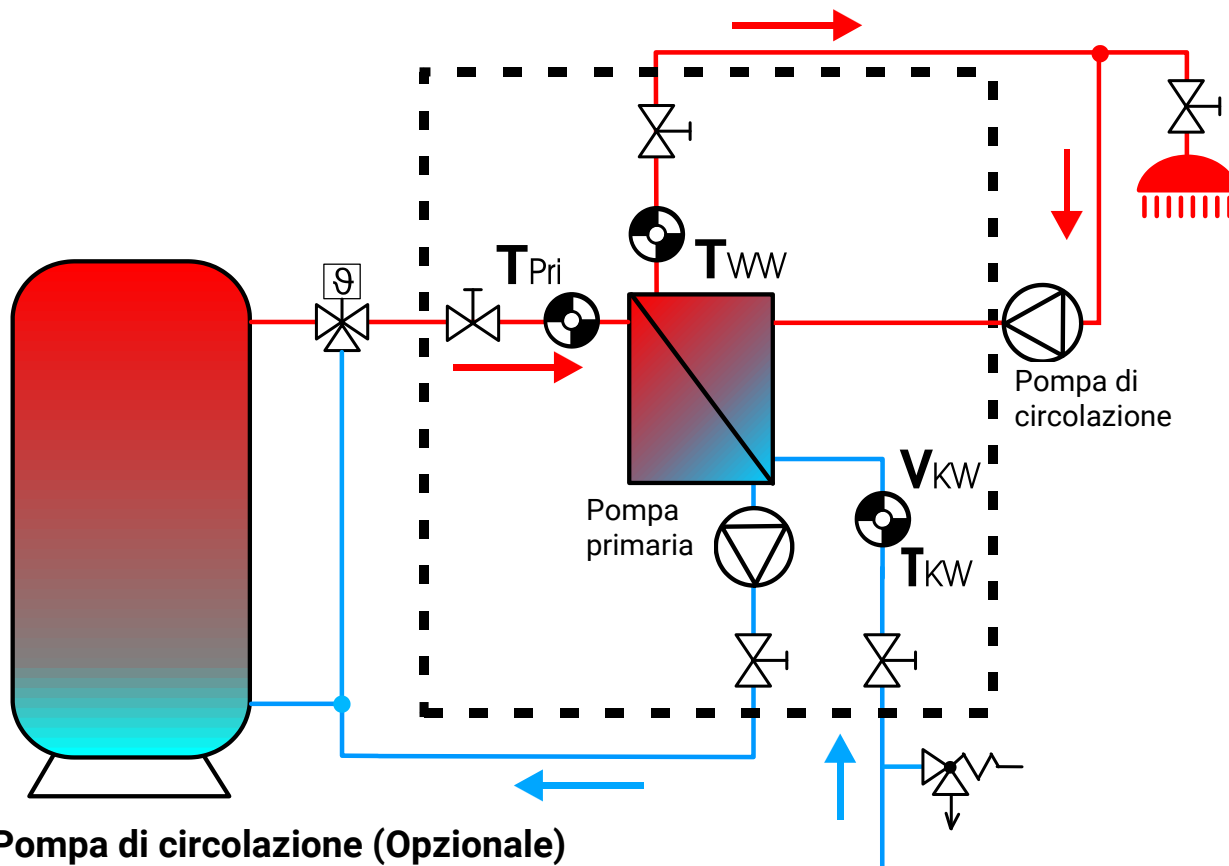 ϑ
TPri
TWW
Pompa di
circolazione
VKW
Pompa
primaria
TKW
Pompa di circolazione (Opzionale)